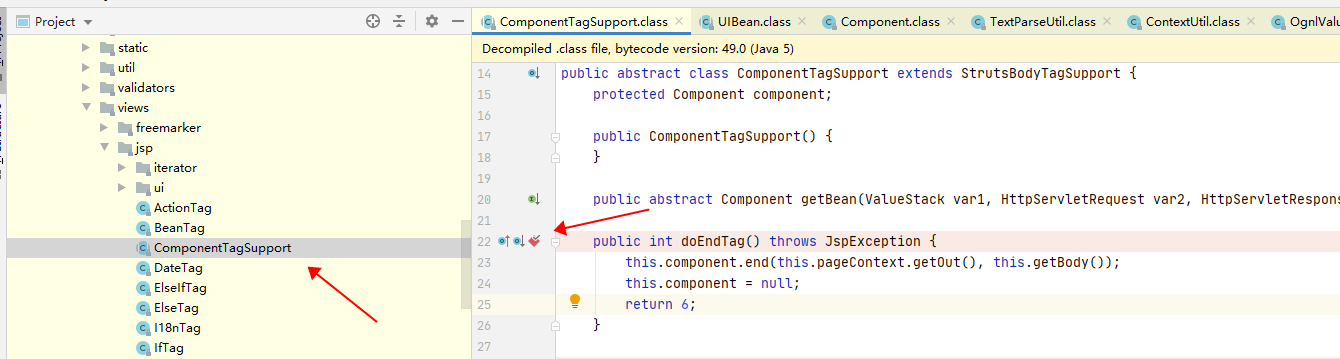 Project
static
util
validators
views
freemarker
jsp
iterator
ui
ActionTag
BeanTag
ComponentTagSupport
DateTag
ElseIfTag
ElseTag
I18nTag
IfTag
ComponentTagSupport.class
UIBean.class
Component.class
TextParseUtil.class
ContextUtil.class
OgnlValu
Decompiled .class file, bytecode version: 49.0 (Java 5)
14 public abstract class ComponentTagSupport extends StrutsBodyTagSupport {
15 protected Component component;
16
17 public ComponentTagSupport() {
18 }
19
20 public abstract Component getBean(ValueStack var1, HttpServletRequest var2, HttpServletRespons
21
22 public int doEndTag() throws JspException {
23 this.component.end(this.pageContext.getOut(), this.getBody());
24 this.component = null;
25 return 6;
26 }
27